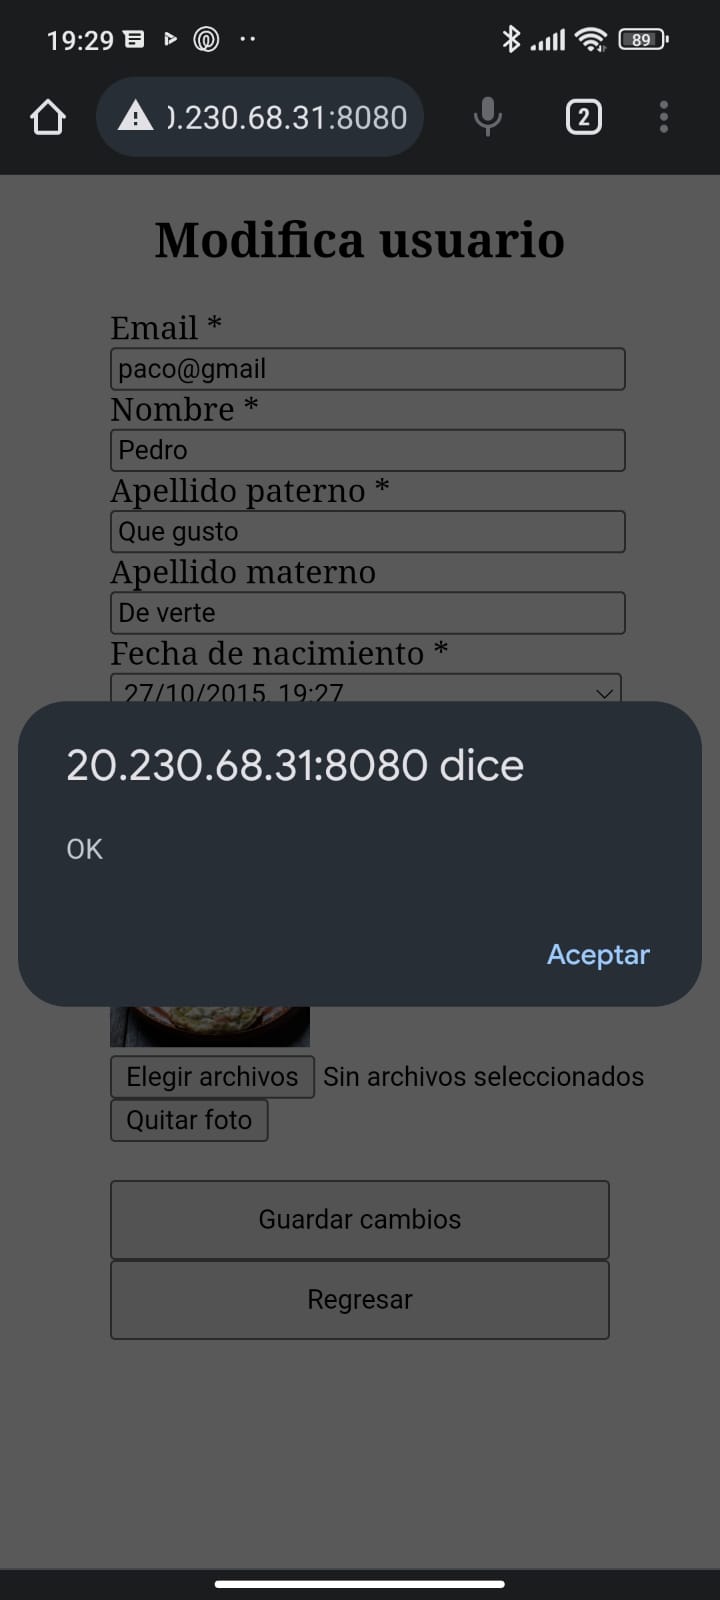 19:29
89
0.230.68.31:8080
2
Modifica usuario
Email *
paco@gmail
Nombre *
Pedro
Apellido paterno *
Que gusto
Apellido materno
De verte
Fecha de nacimiento *
27/10/2015, 19:27
20.230.68.31:8080 dice
OK
Aceptar
Elegir archivos Sin archivos seleccionados
Quitar foto
Guardar cambios
Regresar